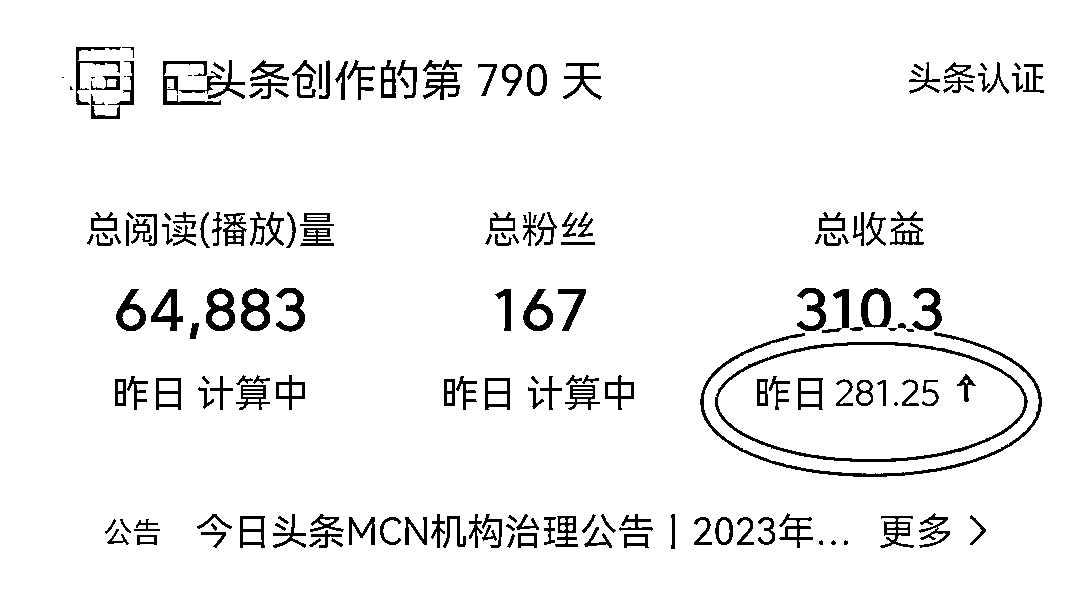 头条创作的第 790 天
头条认证
总阅读(播放)量
总粉丝
总收益
64,883
167
310.3
昨日 计算中
昨日 计算中
昨日 281.25 ↑
公告 今日头条MCN机构治理公告 | 2023年... 更多 >